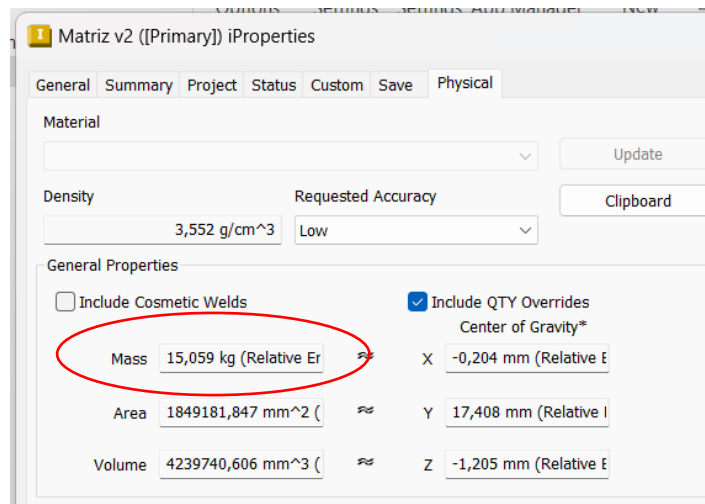 Matriz v2 ([Primary]) iProperties
General Summary Project Status Custom Save Physical
Material
Update
Density Requested Accuracy
Clipboard
3,552 g/cm^3 Low
General Properties
Include Cosmetic Welds Include QTY Overrides
Center of Gravity*
Mass 15,059 kg (Relative Er ≈ X -0,204 mm (Relative E
Area 1849181,847 mm^2 ( ≈ Y 17,408 mm (Relative
Volume 4239740,606 mm^3 ( ≈ Z -1,205 mm (Relative E